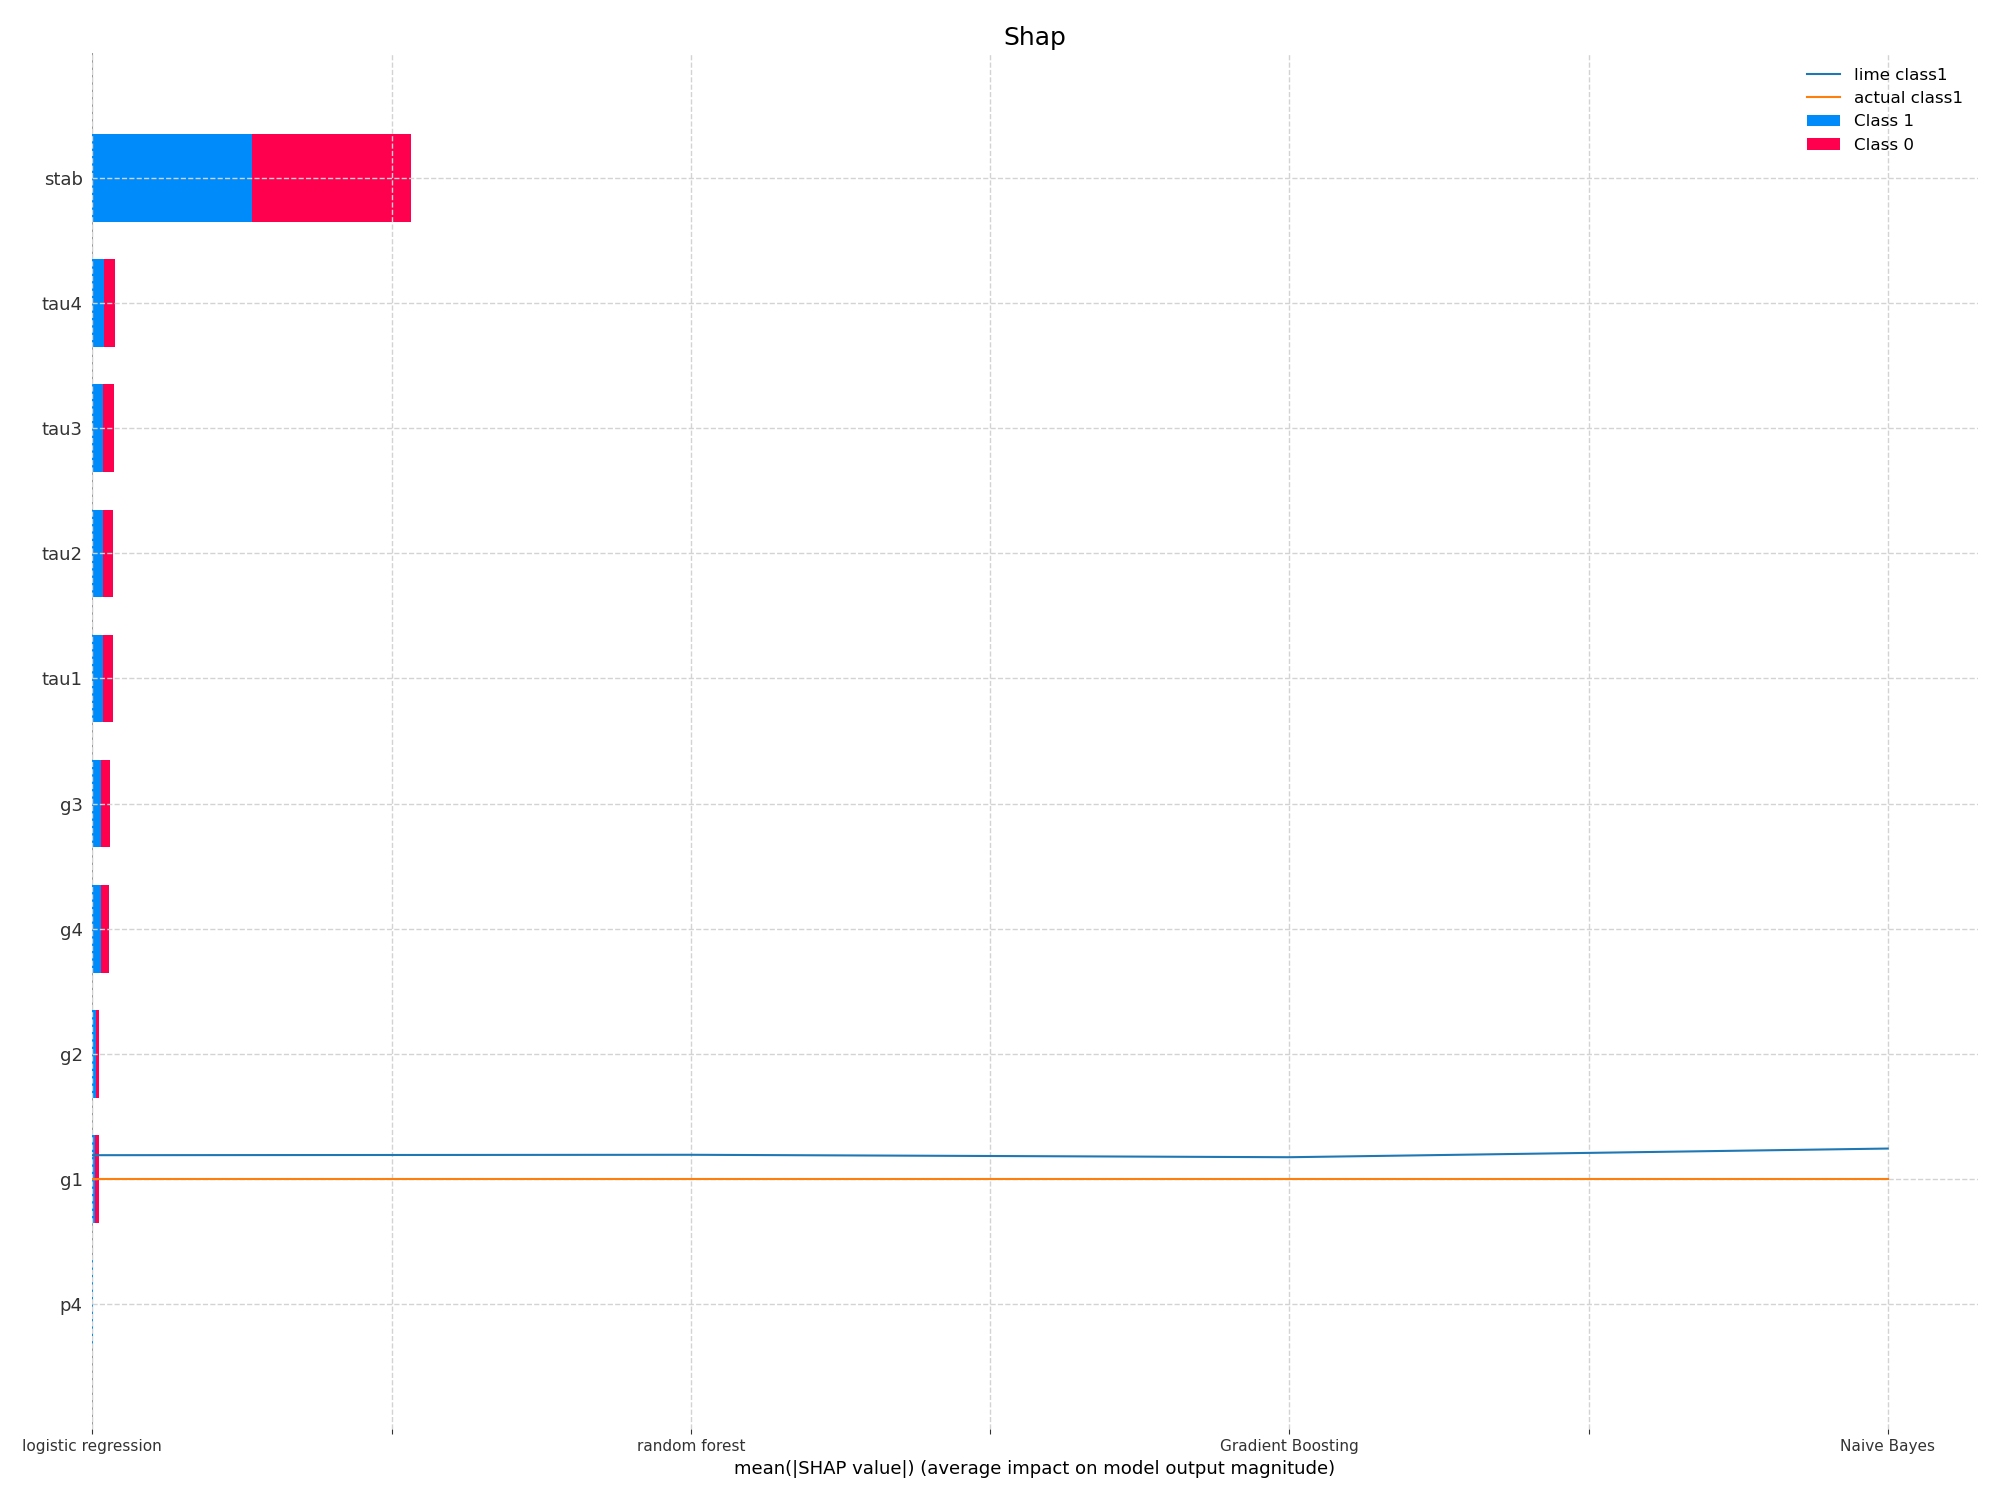 Shap
lime class1
actual class1
Class 1
Class 0
stab
tau4
tau3
tau2
tau1
g3
g4
g2
g1
p4
logistic regression
random forest
Gradient Boosting
Naive Bayes
mean(|SHAP value|) (average impact on model output magnitude)